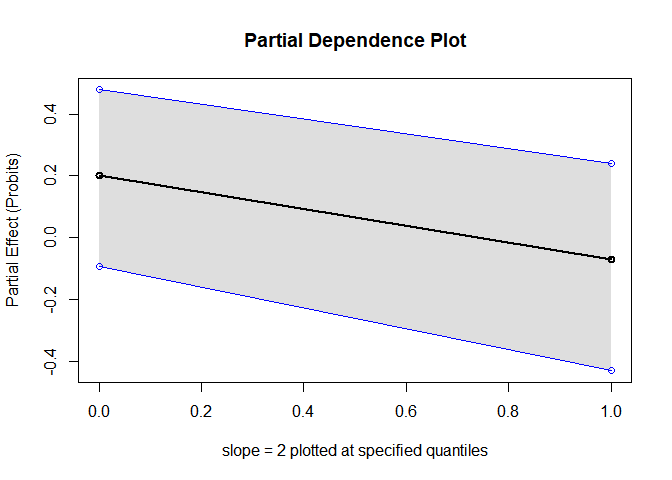 Partial Dependence Plot
Partial Effect (Probits)
0.4
0.2
0.0
-0.2
-0.4
0.0 0.2 0.4 0.6 0.8 1.0
slope = 2 plotted at specified quantiles